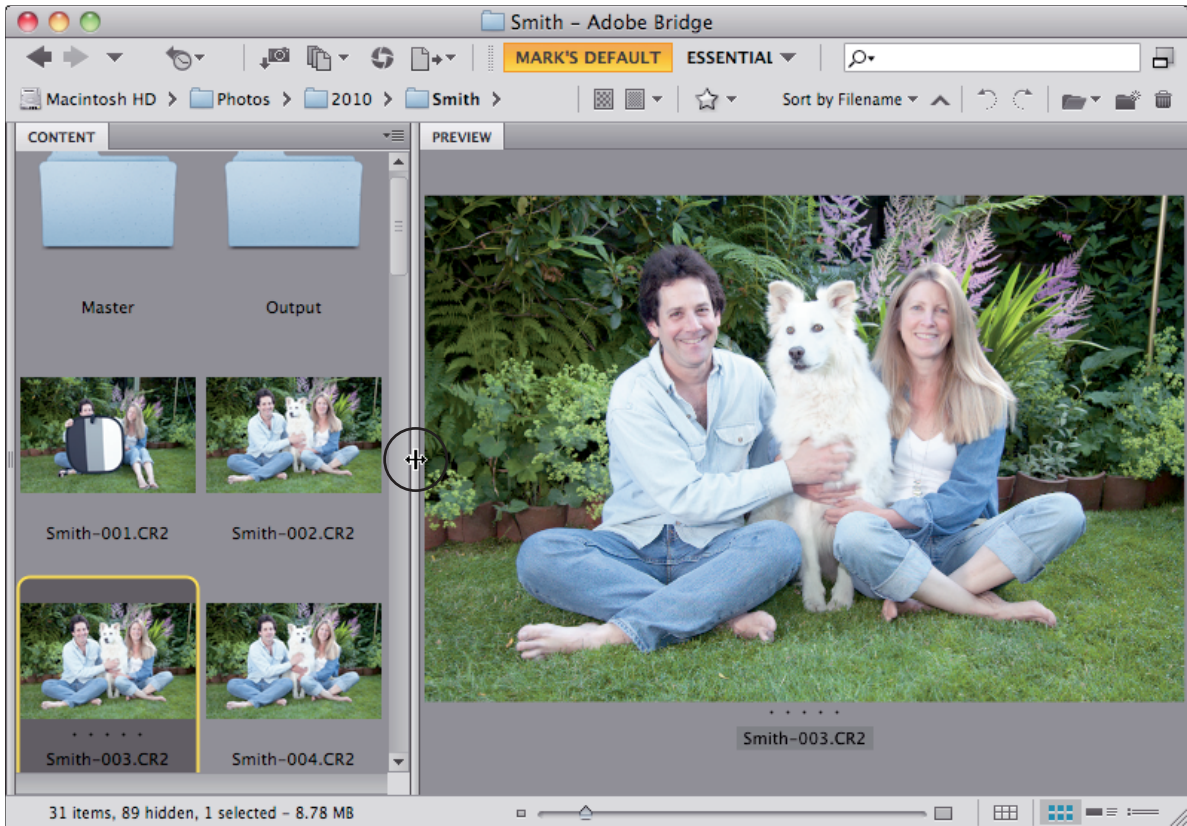 Smith – Adobe Bridge
MARK'S DEFAULT ESSENTIAL
Macintosh HD > Photos > 2010 > Smith > Sort by Filename
CONTENT
PREVIEW
Master Output
Smith-001.CR2 Smith-002.CR2
Smith-003.CR2 Smith-004.CR2
Smith-003.CR2
31 items, 89 hidden, 1 selected – 8.78 MB